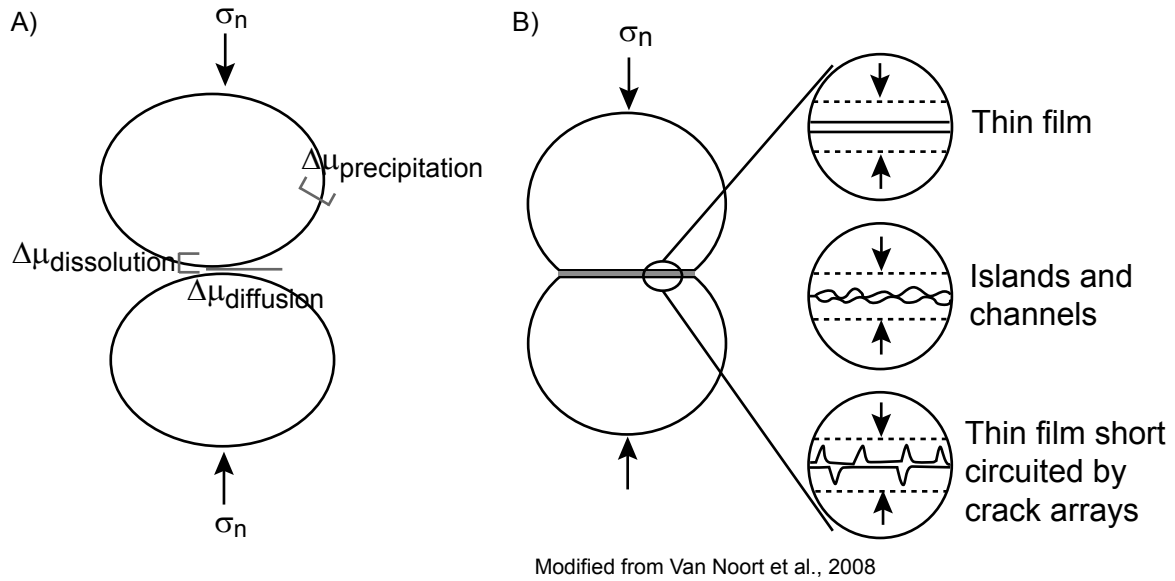 A)
σn
Δμprecipitation
Δμdissolution
Δμdiffusion
σn
B)
σn
Thin film
Islands and
channels
Thin film short
circuited by
crack arrays
Modified from Van Noort et al., 2008